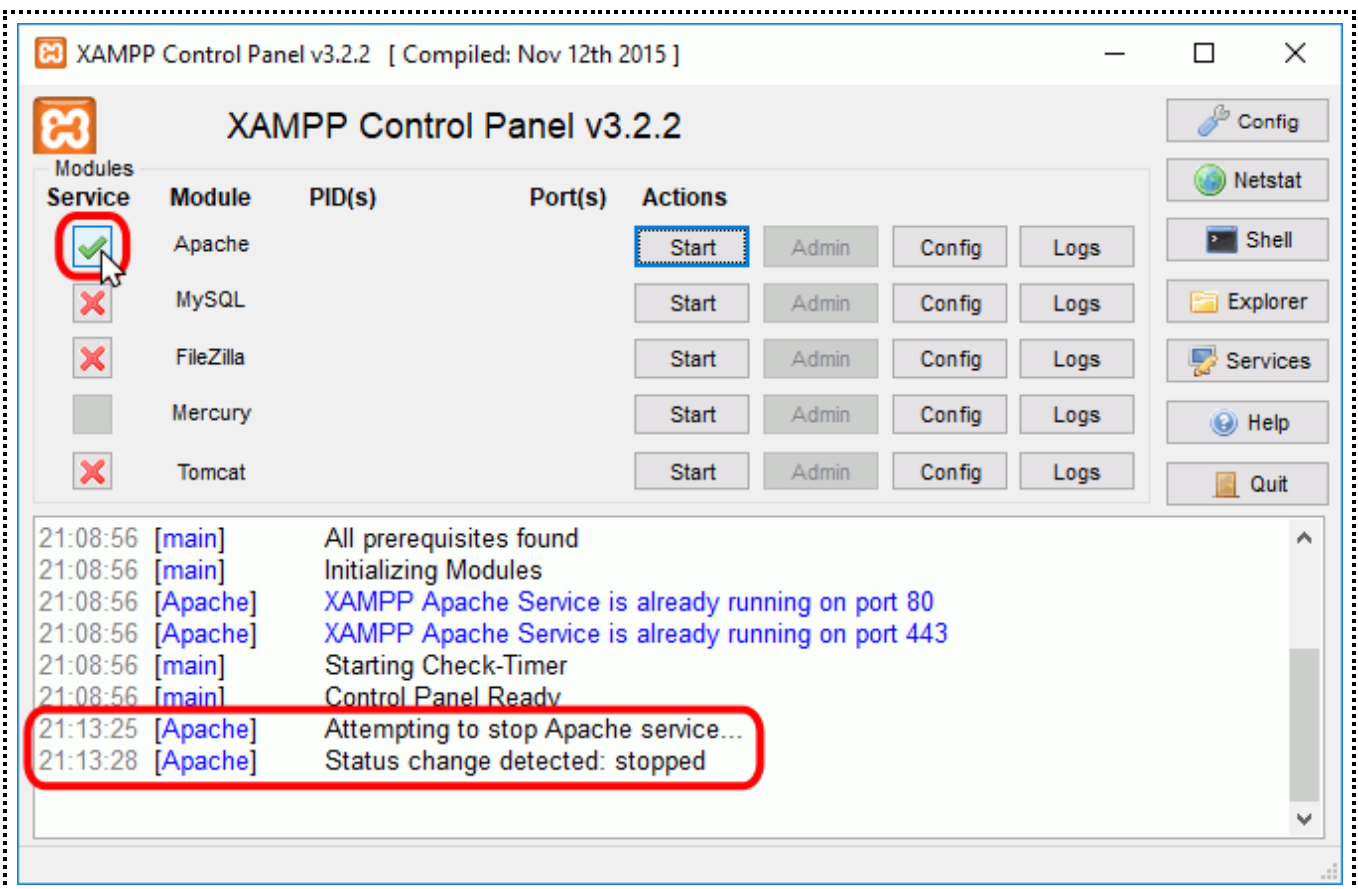 XAMPP Control Panel v3.2.2 [ Compiled: Nov 12th 2015 ]
XAMPP Control Panel v3.2.2
Config
Modules
Service Module PID(s) Port(s) Actions
Netstat
Apache Start Admin Config Logs
Shell
MySQL Start Admin Config Logs
Explorer
FileZilla Start Admin Config Logs
Services
Mercury Start Admin Config Logs
Help
Tomcat Start Admin Config Logs
Quit
21:08:56 [main] All prerequisites found
21:08:56 [main] Initializing Modules
21:08:56 [Apache] XAMPP Apache Service is already running on port 80
21:08:56 [Apache] XAMPP Apache Service is already running on port 443
21:08:56 [main] Starting Check-Timer
21:08:56 [main] Control Panel Ready
21:13:25 [Apache] Attempting to stop Apache service...
21:13:28 [Apache] Status change detected: stopped